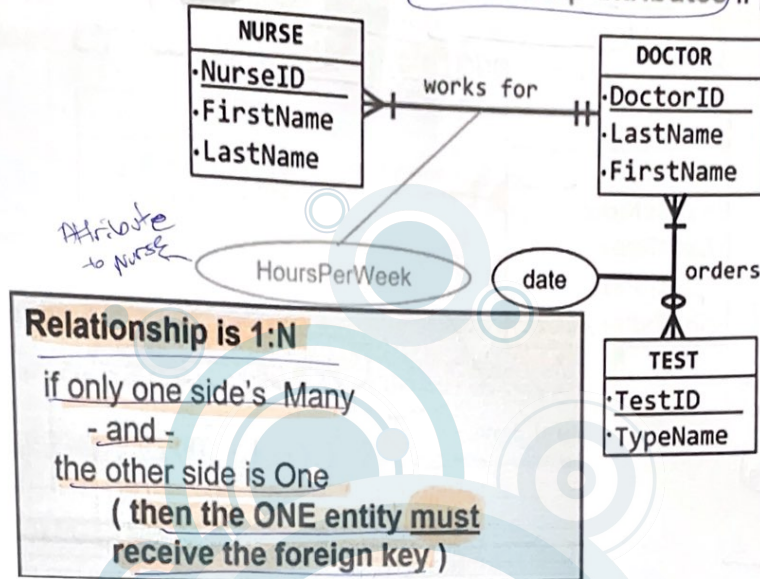 NURSE
·NurseID
·FirstName
·LastName
works for
DOCTOR
·DoctorID
·LastName
·FirstName
Attribute
to Nurse
HoursPerWeek
date
orders
TEST
·TestID
·TypeName
Relationship is 1:N
if only one side's Many
- and -
the other side is One
( then the ONE entity must
receive the foreign key )